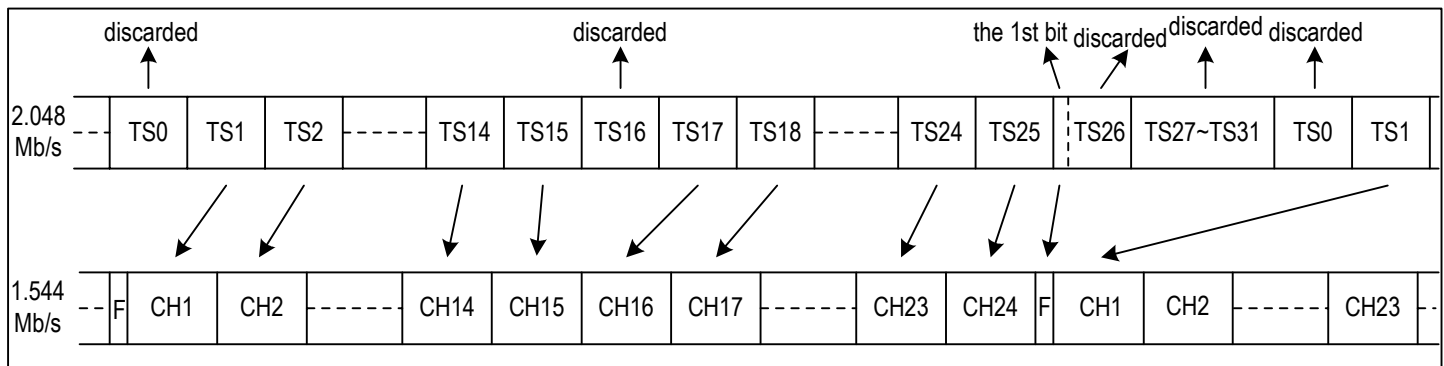 discarded discarded the 1st bit discarded discarded discarded
2.048 Mb/s TS0 TS1 TS2 TS14 TS15 TS16 TS17 TS18 TS24 TS25 TS26 TS27~TS31 TS0 TS1
1.544 Mb/s F CH1 CH2 CH14 CH15 CH16 CH17 CH23 CH24 F CH1 CH2 CH23